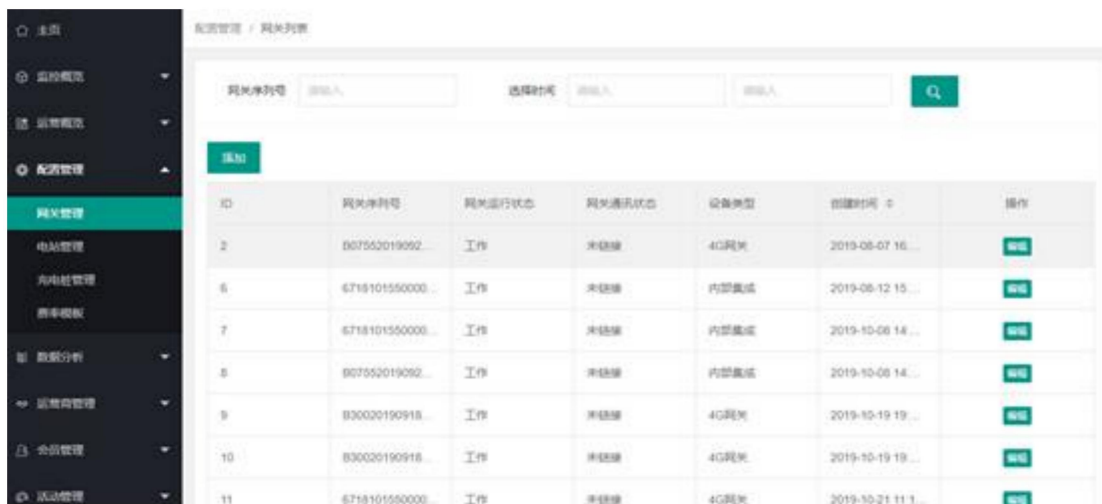 主页
配置管理 / 网关列表
监控概览
网关序列号 请输入 选择时间 请输入 请输入
运营概览
添加
配置管理
ID 网关序列号 网关运行状态 网关通讯状态 设备类型 创建时间 操作
网关管理
2 B07552019092... 工作 未链接 4G网关 2019-08-07 16... 编辑
电站管理
充电桩管理
6 6718101550000... 工作 未链接 内部集成 2019-08-12 15... 编辑
费率模板
7 6718101550000... 工作 未链接 内部集成 2019-10-08 14... 编辑
数据分析
8 B07552019092... 工作 未链接 内部集成 2019-10-08 14... 编辑
运营商管理
9 B30020190918... 工作 未链接 4G网关 2019-10-19 19... 编辑
会员管理
10 B30020190918... 工作 未链接 4G网关 2019-10-19 19... 编辑
活动管理
11 6718101550000... 工作 未链接 4G网关 2019-10-21 11:1... 编辑